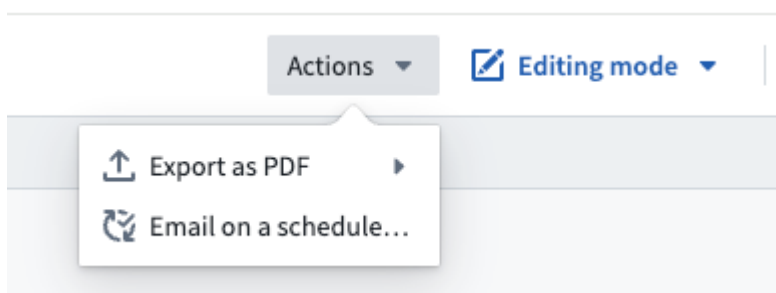 Actions
Editing mode
Export as PDF
Email on a schedule...